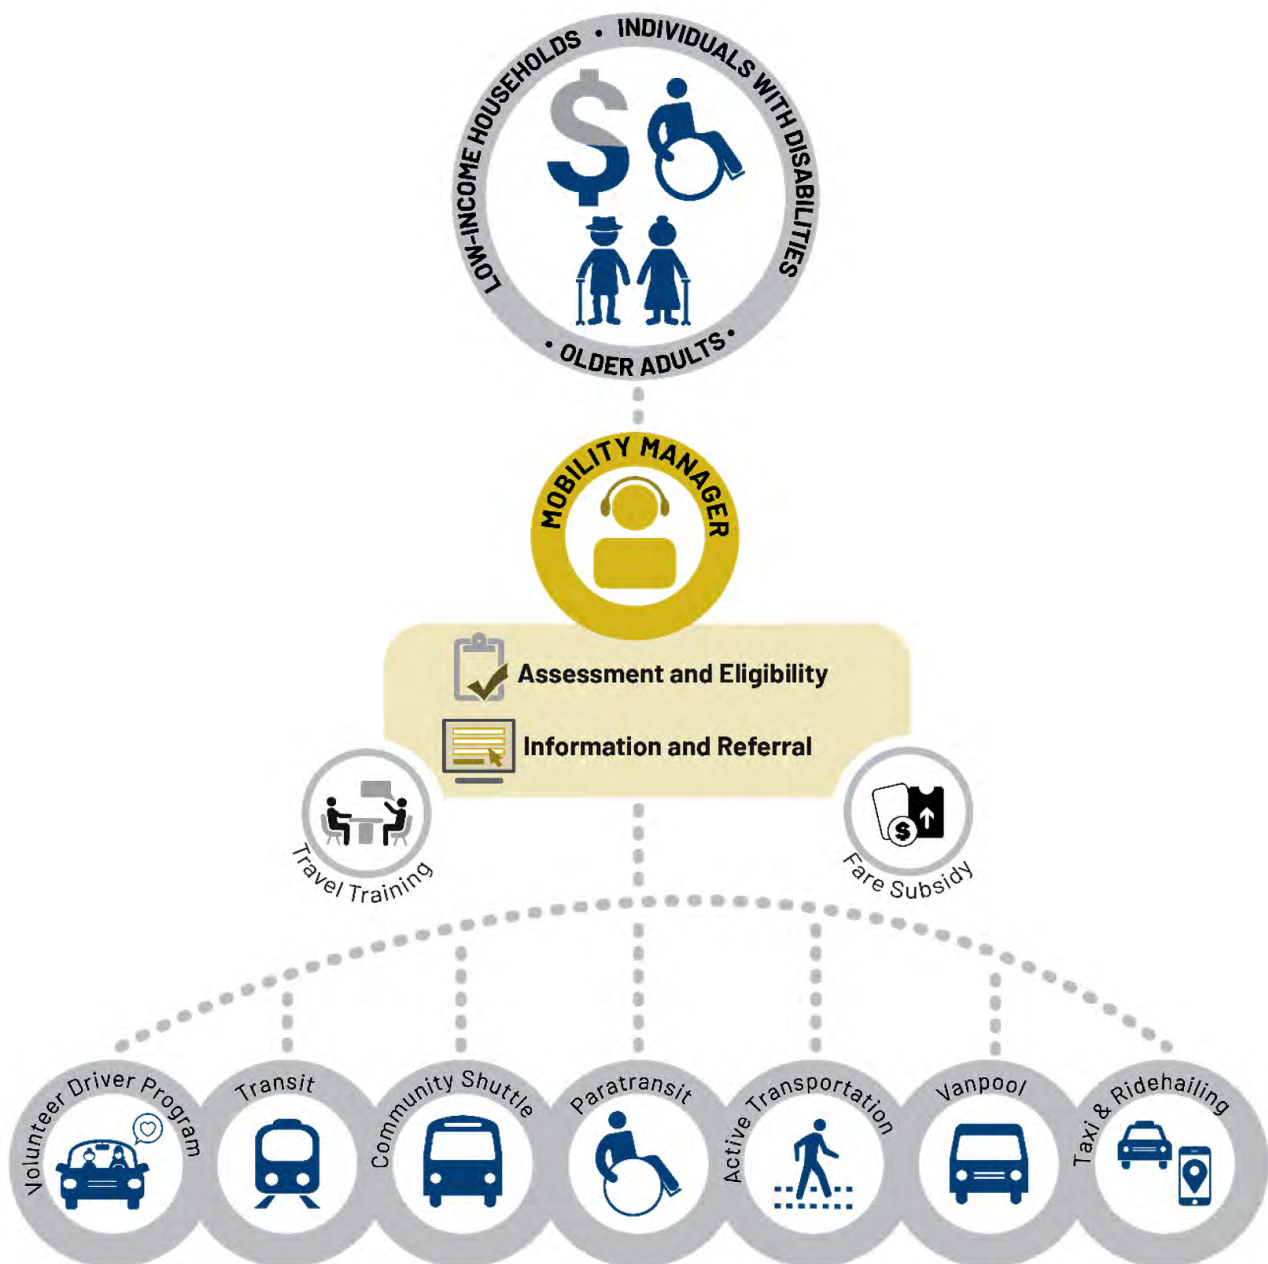 LOW-INCOME HOUSEHOLDS • INDIVIDUALS WITH DISABILITIES
• OLDER ADULTS •
MOBILITY MANAGER
Assessment and Eligibility
Information and Referral
Travel Training
Fare Subsidy
Volunteer Driver Program
Transit
Community Shuttle
Paratransit
Active Transportation
Vanpool
Taxi & Ridehailing